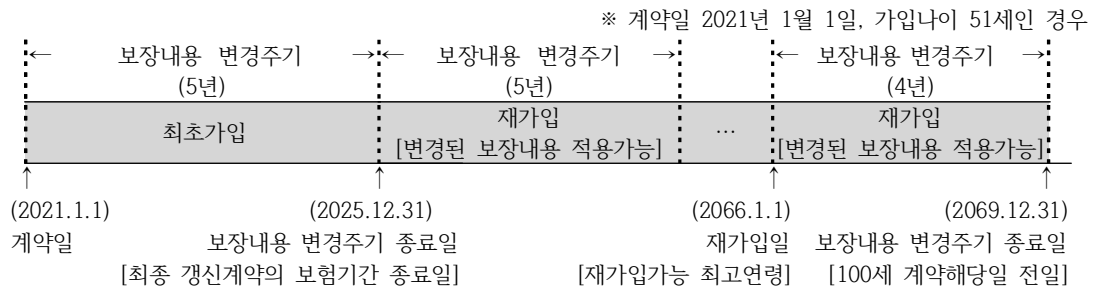 ※ 계약일 2021년 1월 1일, 가입나이 51세인 경우
← 보장내용 변경주기 → ← 보장내용 변경주기 → ← 보장내용 변경주기 →
(5년) (5년) (4년)
최초가입 재가입 … 재가입
[변경된 보장내용 적용가능] [변경된 보장내용 적용가능]
↑ ↑ ↑ ↑
(2021.1.1) (2025.12.31) (2066.1.1) (2069.12.31)
계약일 보장내용 변경주기 종료일 재가입일 보장내용 변경주기 종료일
[최종 갱신계약의 보험기간 종료일] [재가입가능 최고연령] [100세 계약해당일 전일]